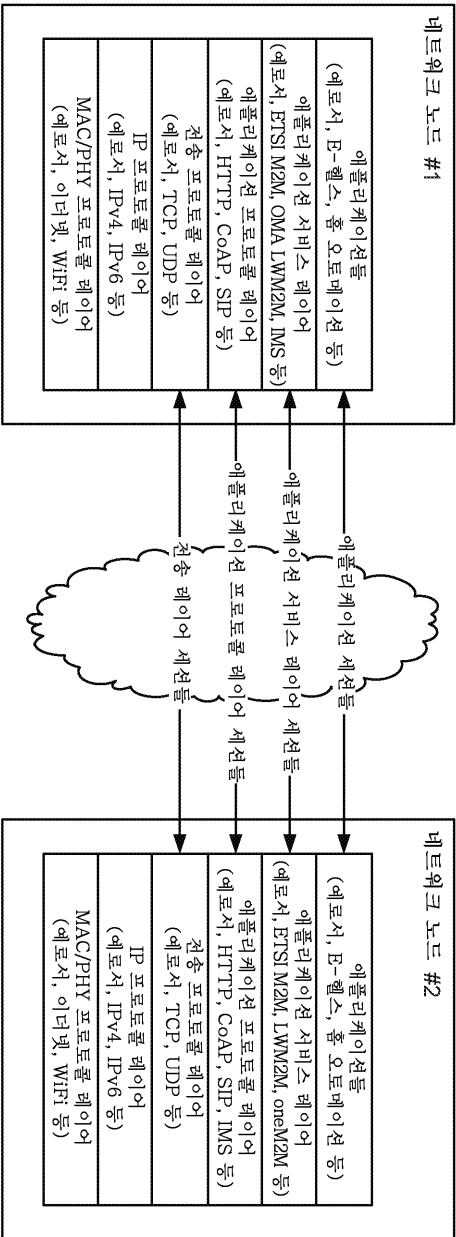 네트워크 노드 #1
애플리케이션들
(예로서, E-헬스, 홈 오토메이션 등)
애플리케이션 서비스 레이어
(예로서, ETSI M2M, OMA LWM2M, IMS 등)
애플리케이션 프로토콜 레이어
(예로서, HTTP, CoAP, SIP 등)
전송 프로토콜 레이어
(예로서, TCP, UDP 등)
IP 프로토콜 레이어
(예로서, IPv4, IPv6 등)
MAC/PHY 프로토콜 레이어
(예로서, 이더넷, WiFi 등)
애플리케이션 세션들
애플리케이션 서비스 레이어 세션들
애플리케이션 프로토콜 레이어 세션들
전송 레이어 세션들
네트워크 노드 #2
애플리케이션들
(예로서, E-헬스, 홈 오토메이션 등)
애플리케이션 서비스 레이어
(예로서, ETSI M2M, LWM2M, oneM2M 등)
애플리케이션 프로토콜 레이어
(예로서, HTTP, CoAP, SIP, IMS 등)
전송 프로토콜 레이어
(예로서, TCP, UDP 등)
IP 프로토콜 레이어
(예로서, IPv4, IPv6 등)
MAC/PHY 프로토콜 레이어
(예로서, 이더넷, WiFi 등)